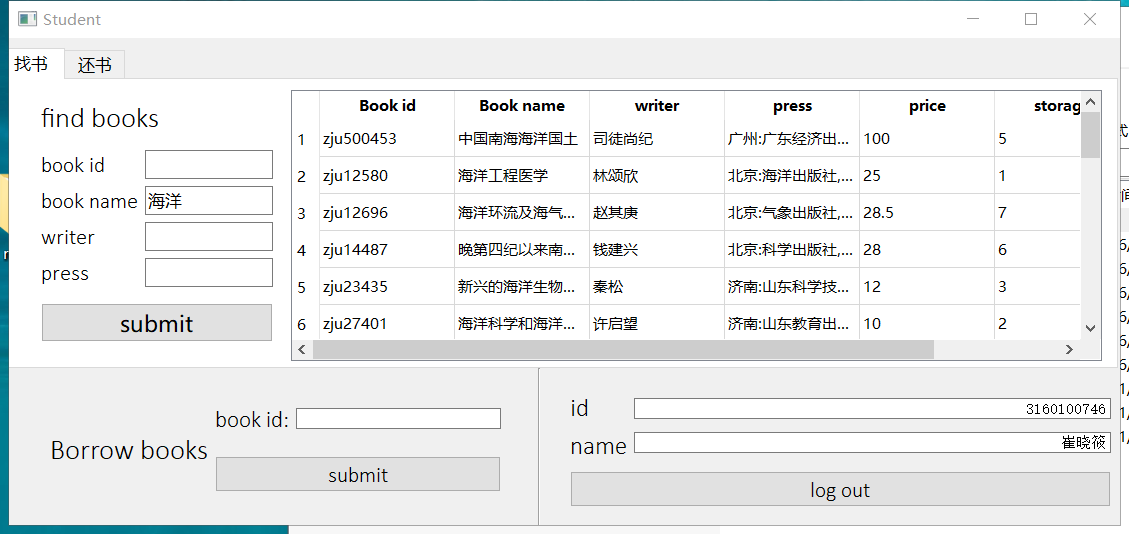 Student
找书 还书
find books
book id
book name 海洋
writer
press
submit
Book id Book name writer press price storag
1 zju500453 中国南海海洋国土 司徒尚纪 广州:广东经济出... 100 5
2 zju12580 海洋工程医学 林颂欣 北京:海洋出版社,... 25 1
3 zju12696 海洋环流及海气... 赵其庚 北京:气象出版社,... 28.5 7
4 zju14487 晚第四纪以来南... 钱建兴 北京:科学出版社,... 28 6
5 zju23435 新兴的海洋生物... 秦松 济南:山东科学技... 12 3
6 zju27401 海洋科学和海洋... 许启望 济南:山东教育出... 10 2
Borrow books
book id:
submit
id 3160100746
name 崔晓筱
log out